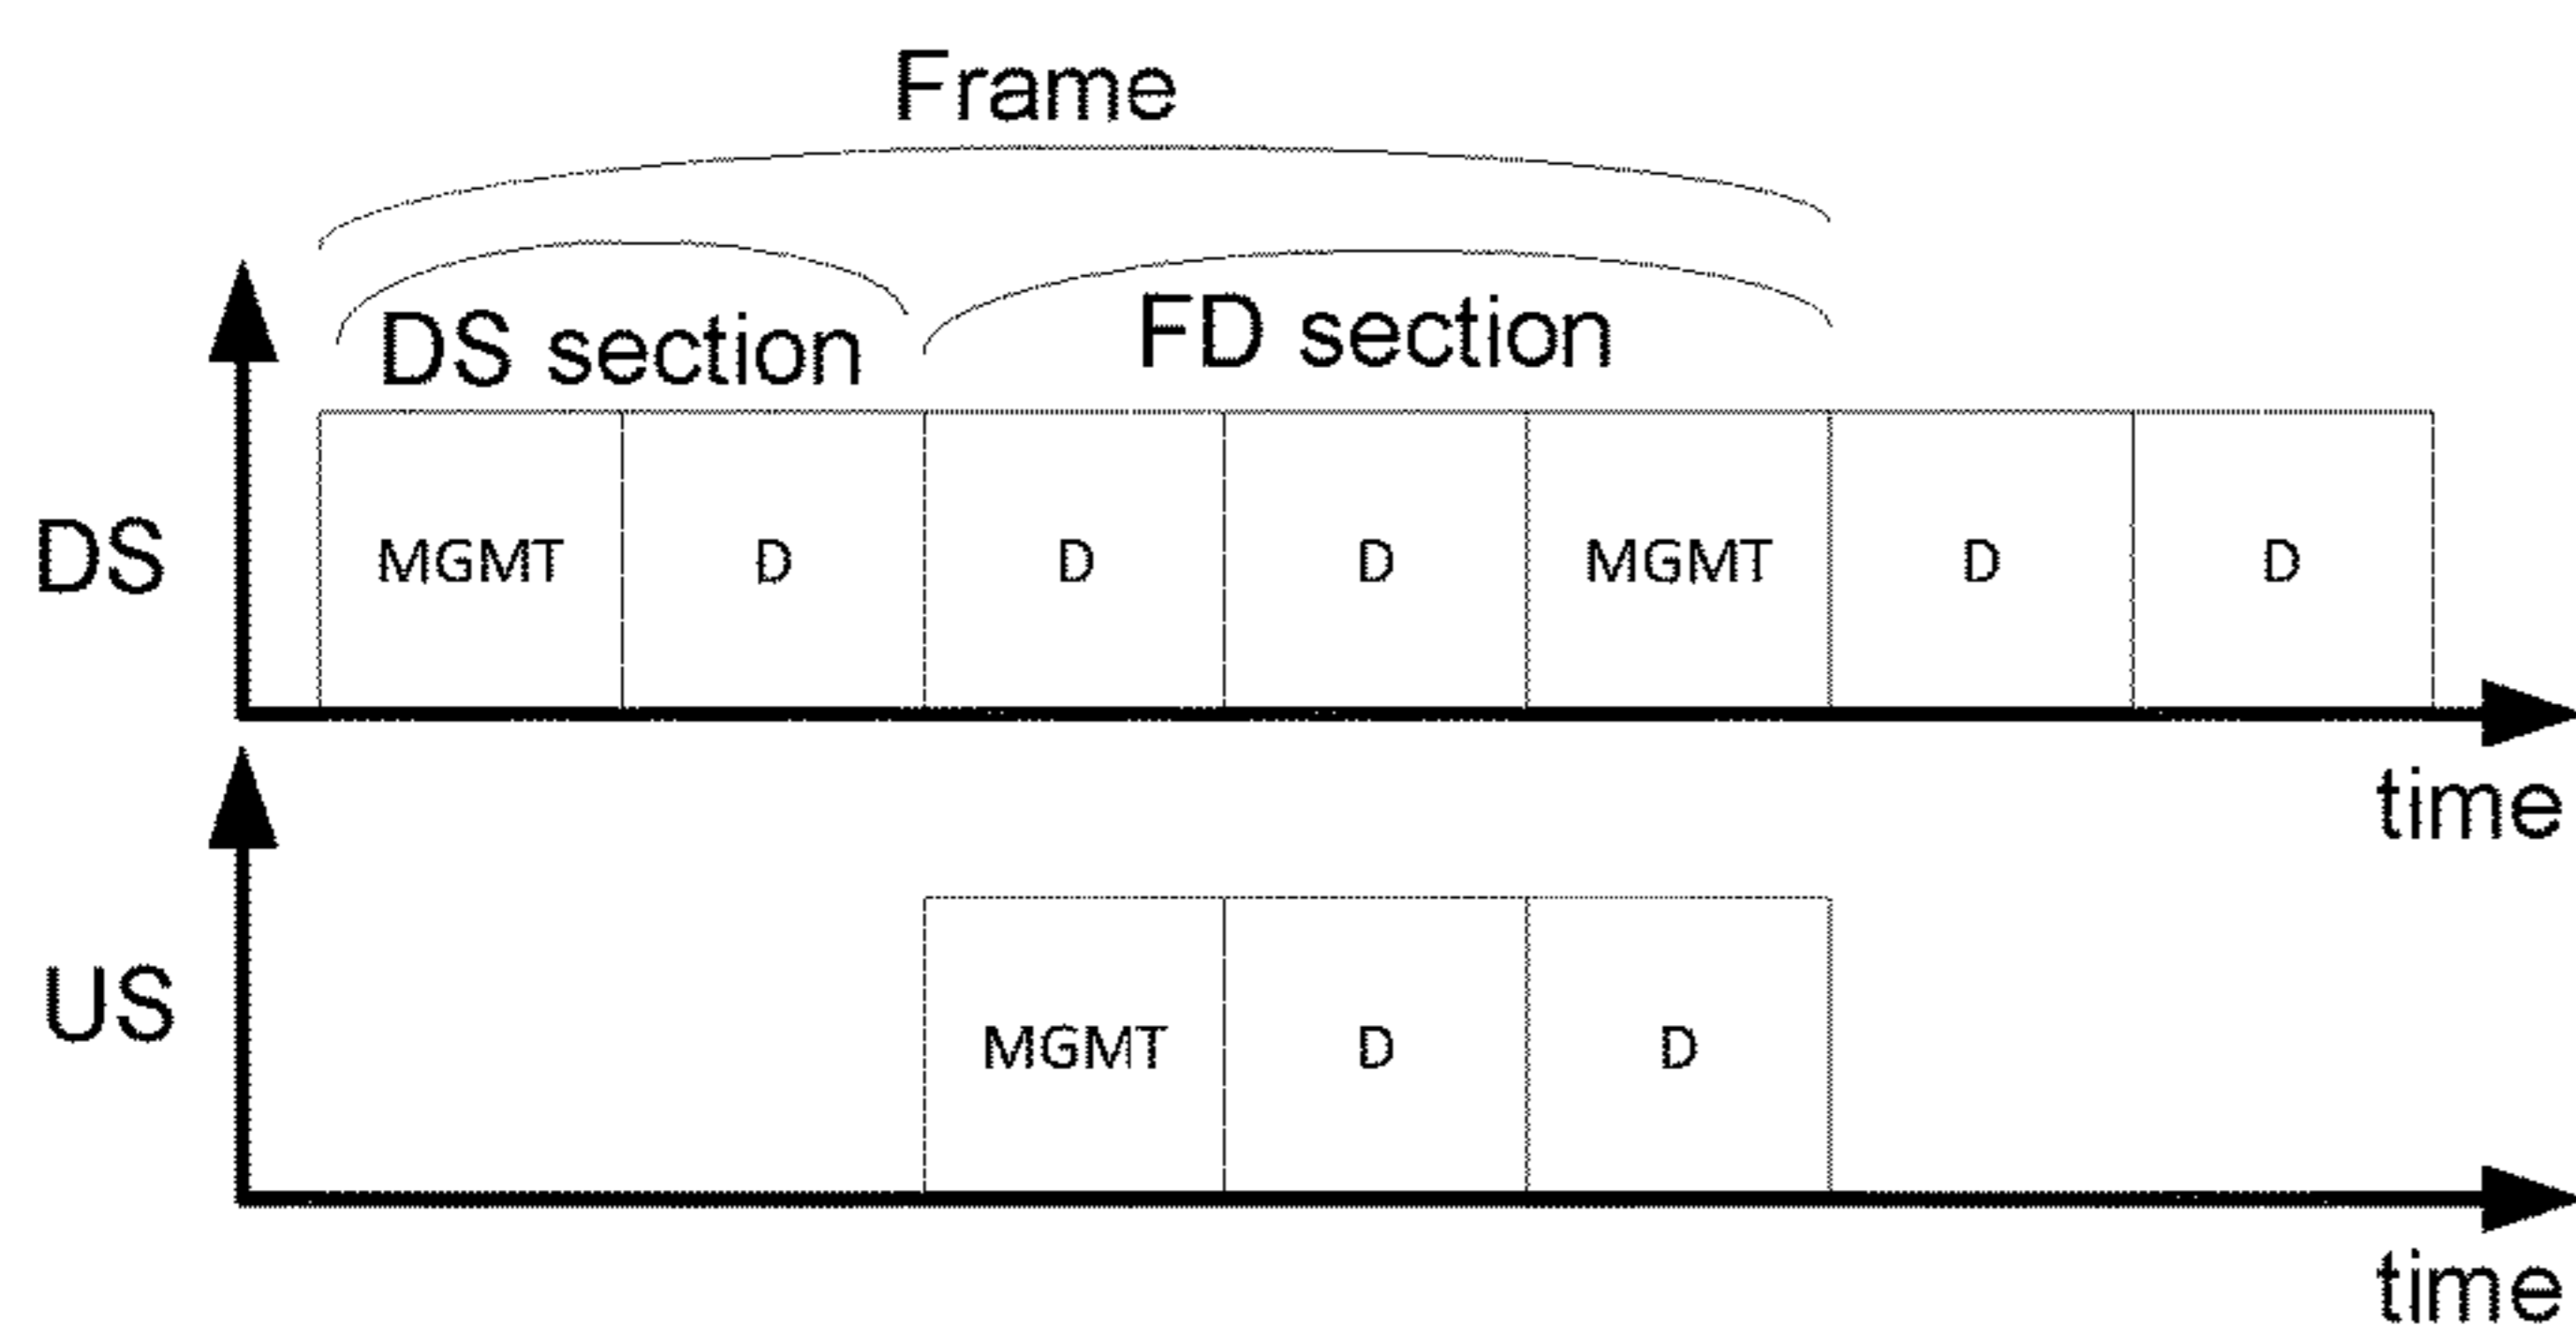 Frame
DS section
FD section
DS
MGMT D D D MGMT D D
time
US
MGMT D D
time